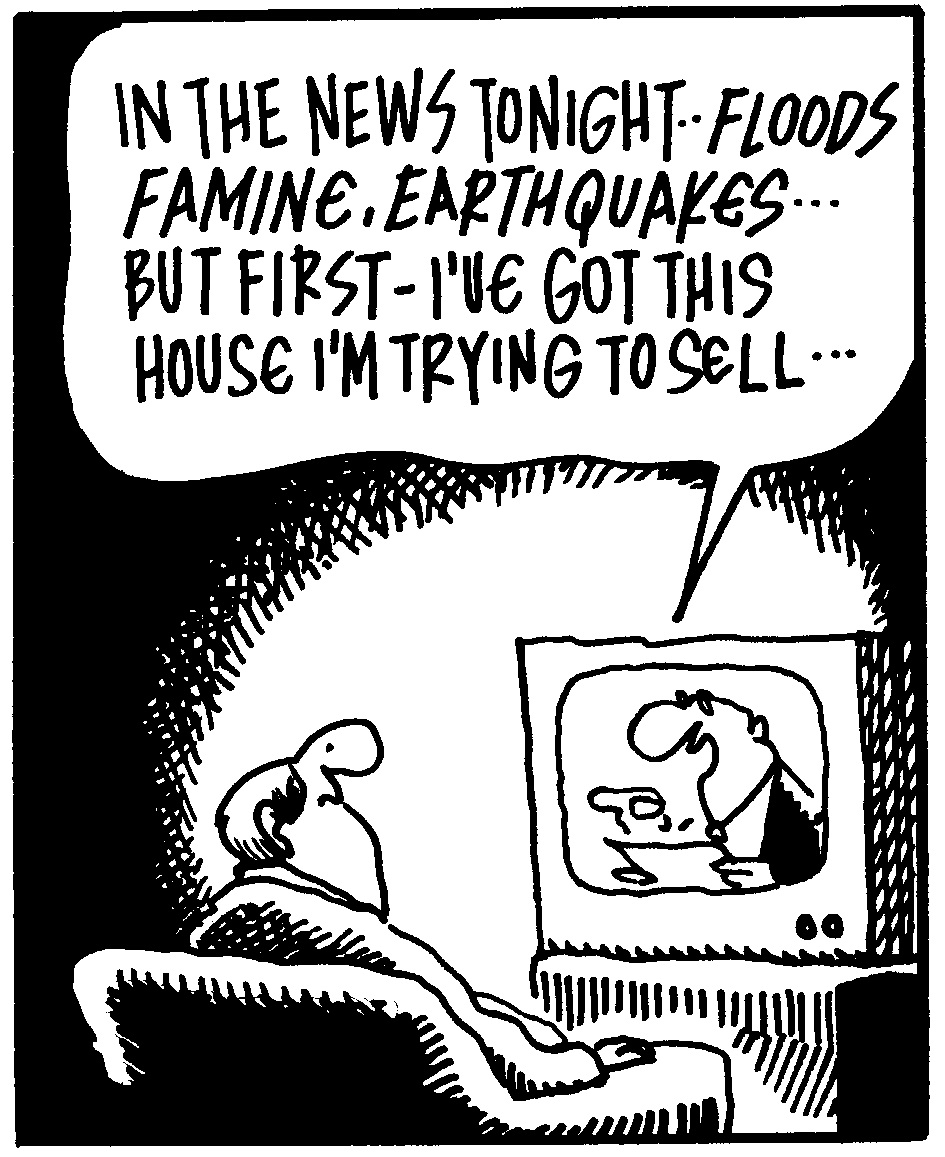 IN THE NEWS TONIGHT·· FLOODS
FAMINE, EARTHQUAKES···
BUT FIRST - I'VE GOT THIS
HOUSE I'M TRYING TO SELL···